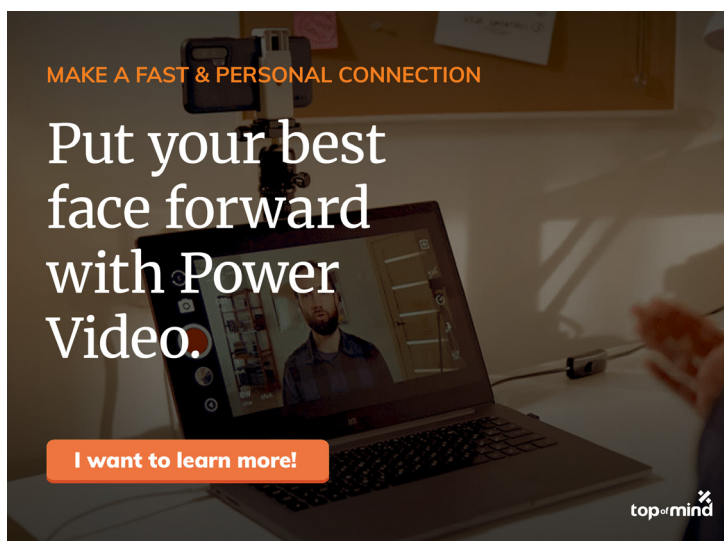 MAKE A FAST & PERSONAL CONNECTION
Put your best
face forward
with Power
Video.
I want to learn more!
top of mind